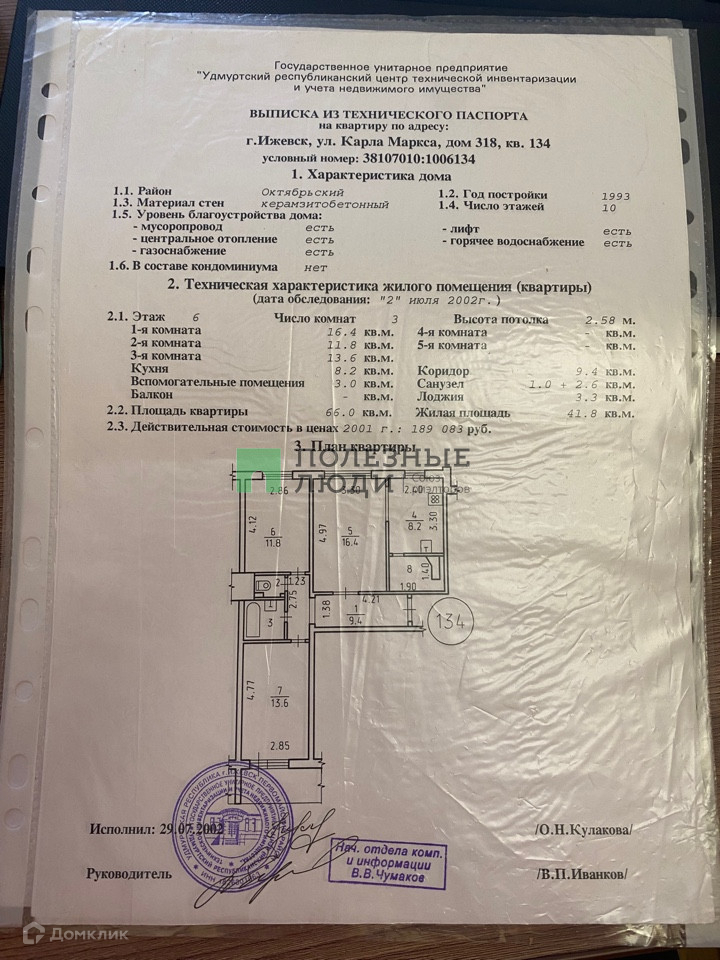 Государственное унитарное предприятие
"Удмуртский республиканский центр технической инвентаризации
и учета недвижимого имущества"
ВЫПИСКА ИЗ ТЕХНИЧЕСКОГО ПАСПОРТА
на квартиру по адресу:
г.Ижевск, ул. Карла Маркса, дом 318, кв. 134
условный номер: 38107010:1006134
1. Характеристика дома
1.1. Район Октябрьский 1.2. Год постройки 1993
1.3. Материал стен керамзитобетонный 1.4. Число этажей 10
1.5. Уровень благоустройства дома:
- мусоропровод есть - лифт есть
- центральное отопление есть - горячее водоснабжение есть
- газоснабжение есть
1.6. В составе кондоминиума нет
2. Техническая характеристика жилого помещения (квартиры)
(дата обследования: "2" июля 2002г.)
2.1. Этаж 6 Число комнат 3 Высота потолка 2.58 м.
1-я комната 16.4 кв.м. 4-я комната - кв.м.
2-я комната 11.8 кв.м. 5-я комната - кв.м.
3-я комната 13.6 кв.м.
Кухня 8.2 кв.м. Коридор 9.4 кв.м.
Вспомогательные помещения 3.0 кв.м. Санузел 1.0 + 2.6 кв.м.
Балкон - кв.м. Лоджия 3.3 кв.м.
2.2. Площадь квартиры 66.0 кв.м. Жилая площадь 41.8 кв.м.
2.3. Действительная стоимость в ценах 2001 г.: 189 083 руб.
3. План квартиры
ПОЛЕЗНЫЕ
ЛЮДИ Союз
риэлторов
2.86 3.30 2.40
4.12 6 11.8
4.97 5 16.4
4 8.2 3.30
8 1.40
1.90
2 1.23
2.75
3
1.38 4.21
1 9.4
134
4.77 7 13.6
2.85
Исполнил: 29.07.2002 /О.Н.Кулакова/
Нач. отдела комп.
и информации
В.В.Чумаков
Руководитель /В.П.Иванков/
Домклик